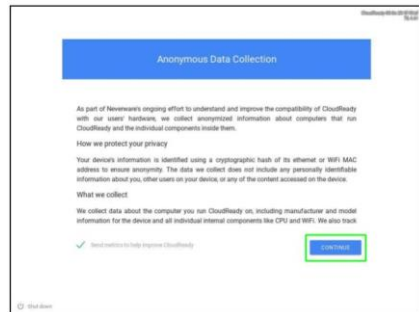 Anonymous Data Collection
As part of Neverware's ongoing effort to understand and improve the compatibility of CloudReady
with our users' hardware, we collect anonymized information about computers that run
CloudReady and the individual components inside them.
How we protect your privacy
Your device's information is identified using a cryptographic hash of its ethernet or WiFi MAC
address to ensure anonymity. The data we collect does not include any personally identifiable
information about you, other users on your device, or any of the content accessed on the device.
What we collect
We collect data about the computer you run CloudReady on, including manufacturer and model
information for the device and all individual internal components like CPU and WiFi. We also track
Send metrics to help improve CloudReady
CONTINUE
Shut down